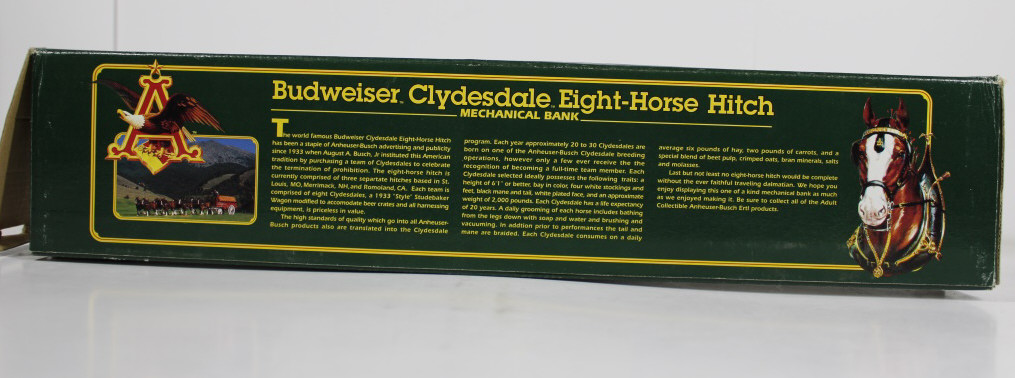 Budweiser™ Clydesdale™ Eight-Horse Hitch
MECHANICAL BANK
The world famous Budweiser Clydesdale Eight-Horse Hitch
has been a staple of Anheuser-Busch advertising and publicity
since 1933 when August A. Busch, Jr instituted this American
tradition by purchasing a team of Clydesdales to celebrate
the termination of prohibition. The eight-horse hitch is
currently comprised of three separtate hitches based in St.
Louis, MO, Merrimack, NH, and Romoland, CA. Each team is
comprised of eight Clydesdales, a 1933 "Style" Studebaker
Wagon modified to accomodate beer crates and all harnessing
equipment, is priceless in value.
The high standards of quality which go into all Anheuser-
Busch products also are translated into the Clydesdale
program. Each year approximately 20 to 30 Clydesdales are
born on one of the Anheuser-Busch Clydesdale breeding
operations, however only a few ever receive the the
recognition of becoming a full-time team member. Each
Clydesdale selected ideally possesses the following traits: a
height of 6'1" or better, bay in color, four white stockings and
feet, black mane and tail, white plated face, and an approximate
weight of 2,000 pounds. Each Clydesdale has a life expectancy
of 20 years. A daily grooming of each horse includes bathing
from the legs down with soap and water and brushing and
vacuuming. In addtion prior to performances the tail and
mane are braided. Each Clydesdale consumes on a daily
average six pounds of hay, two pounds of carrots, and a
special blend of beet pulp, crimped oats, bran minerals, salts
and molasses.
Last but not least no eight-horse hitch would be complete
without the ever faithful traveling dalmatian. We hope you
enjoy displaying this one of a kind mechanical bank as much
as we enjoyed making it. Be sure to collect all of the Adult
Collectible Anheuser-Busch Ertl products.